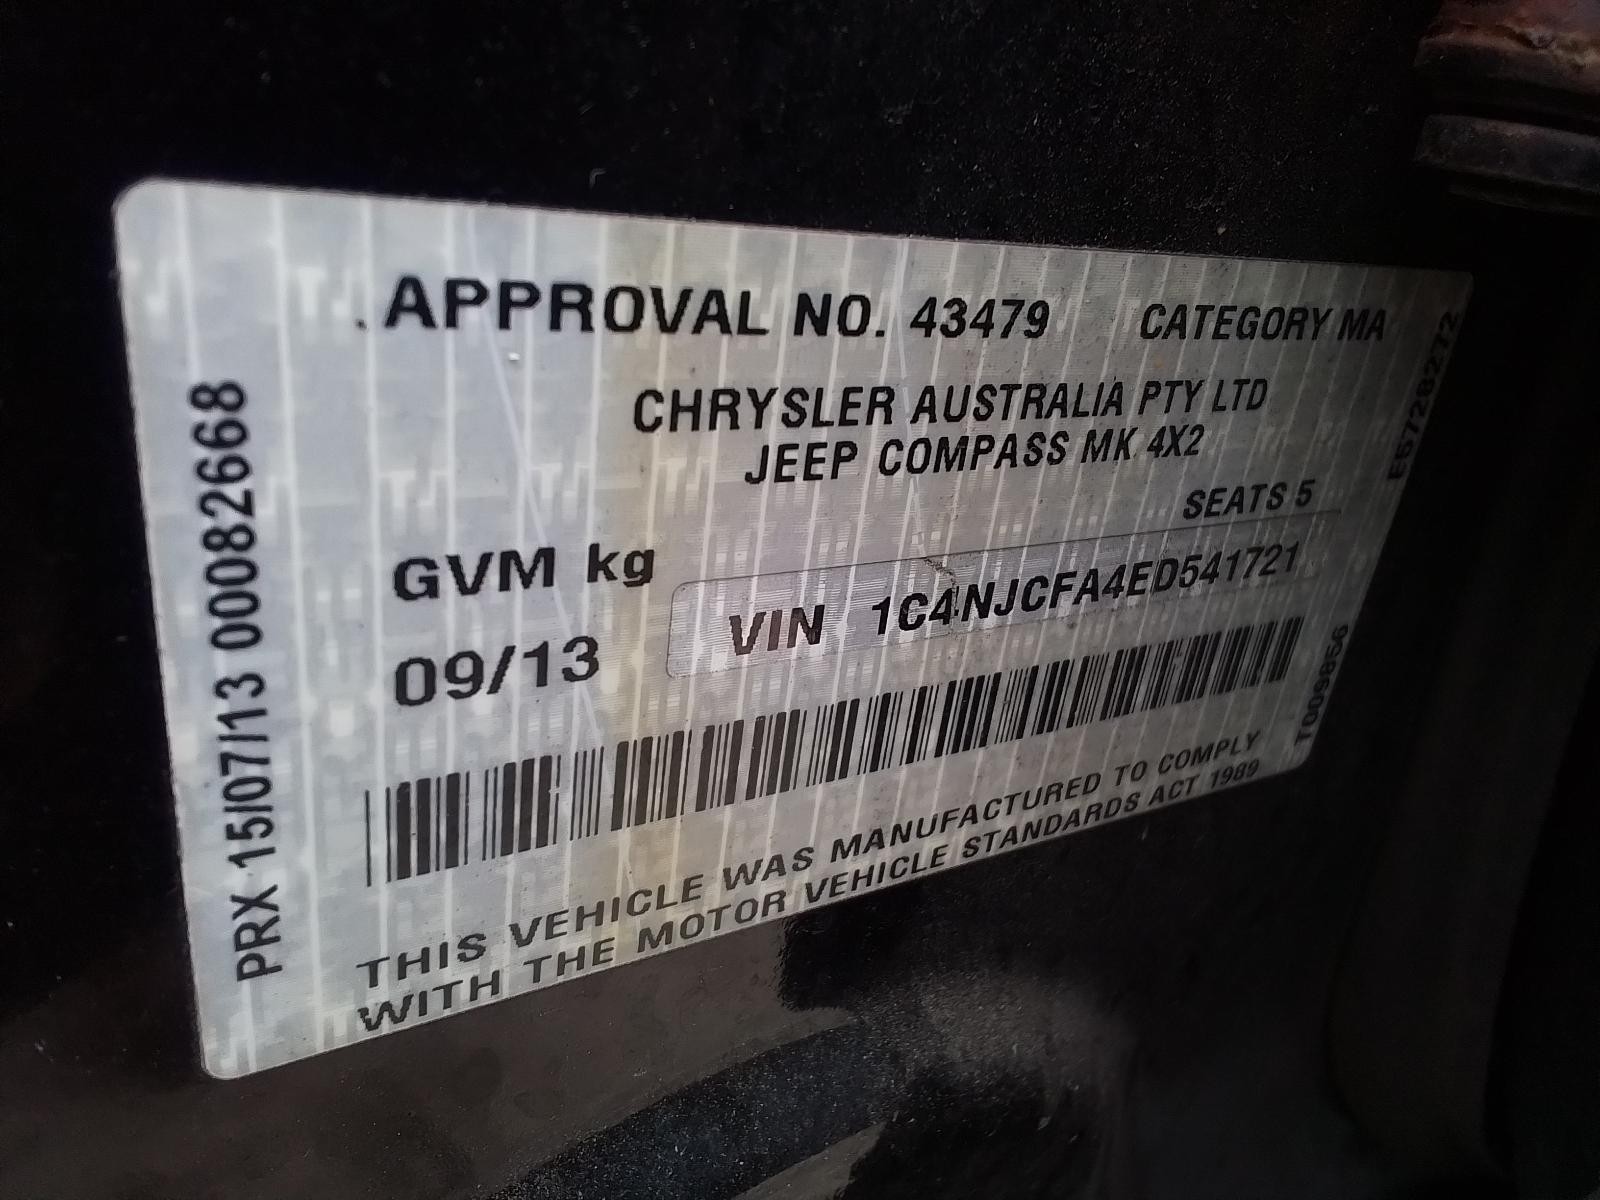 APPROVAL NO. 43479 CATEGORY MA
CHRYSLER AUSTRALIA PTY LTD
JEEP COMPASS MK 4X2
SEATS 5
GVM kg
09/13
VIN 1C4NJCFA4ED541721
THIS VEHICLE WAS MANUFACTURED TO COMPLY
WITH THE MOTOR VEHICLE STANDARDS ACT 1989
PRX 15/07/13 00082668
E6728272
T009856